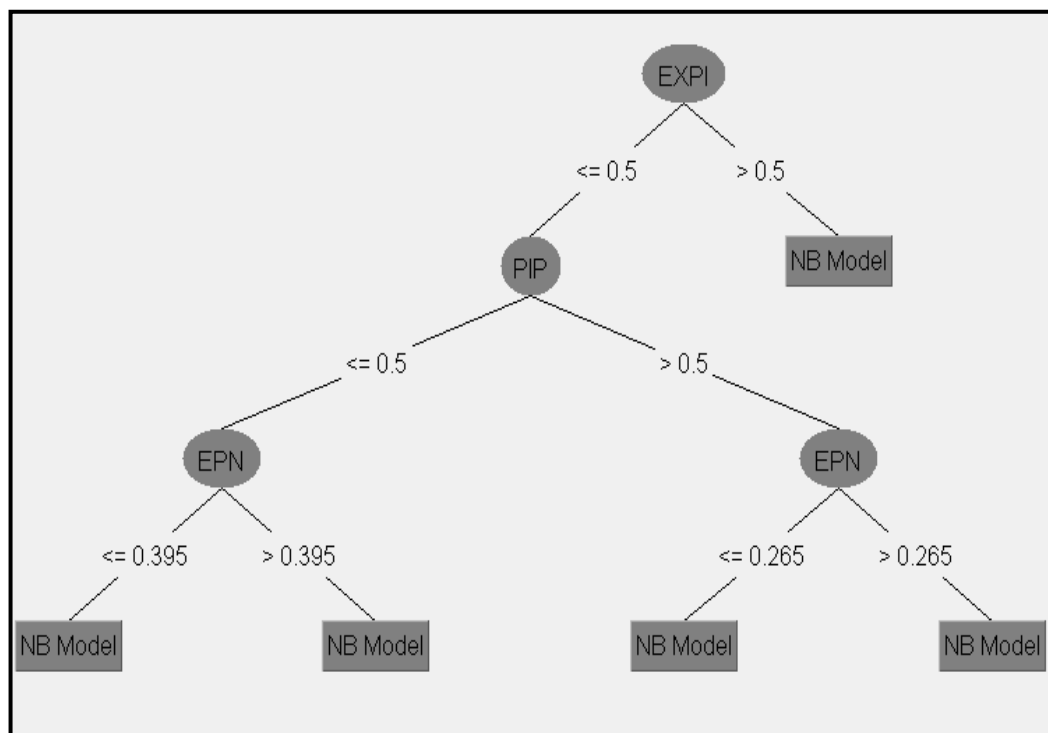 EXPI
<= 0.5
> 0.5
PIP
NB Model
<= 0.5
> 0.5
EPN
EPN
<= 0.395
> 0.395
<= 0.265
> 0.265
NB Model
NB Model
NB Model
NB Model